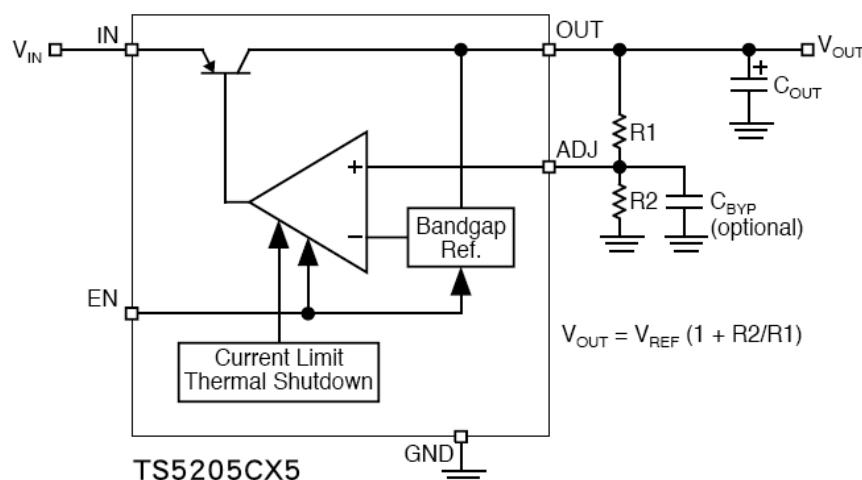 IN
OUT
V_IN
V_OUT
+
C_OUT
R1
ADJ
+
R2
C_BYP
(optional)
Bandgap
Ref.
−
EN
V_OUT = V_REF (1 + R2/R1)
Current Limit
Thermal Shutdown
GND
TS5205CX5